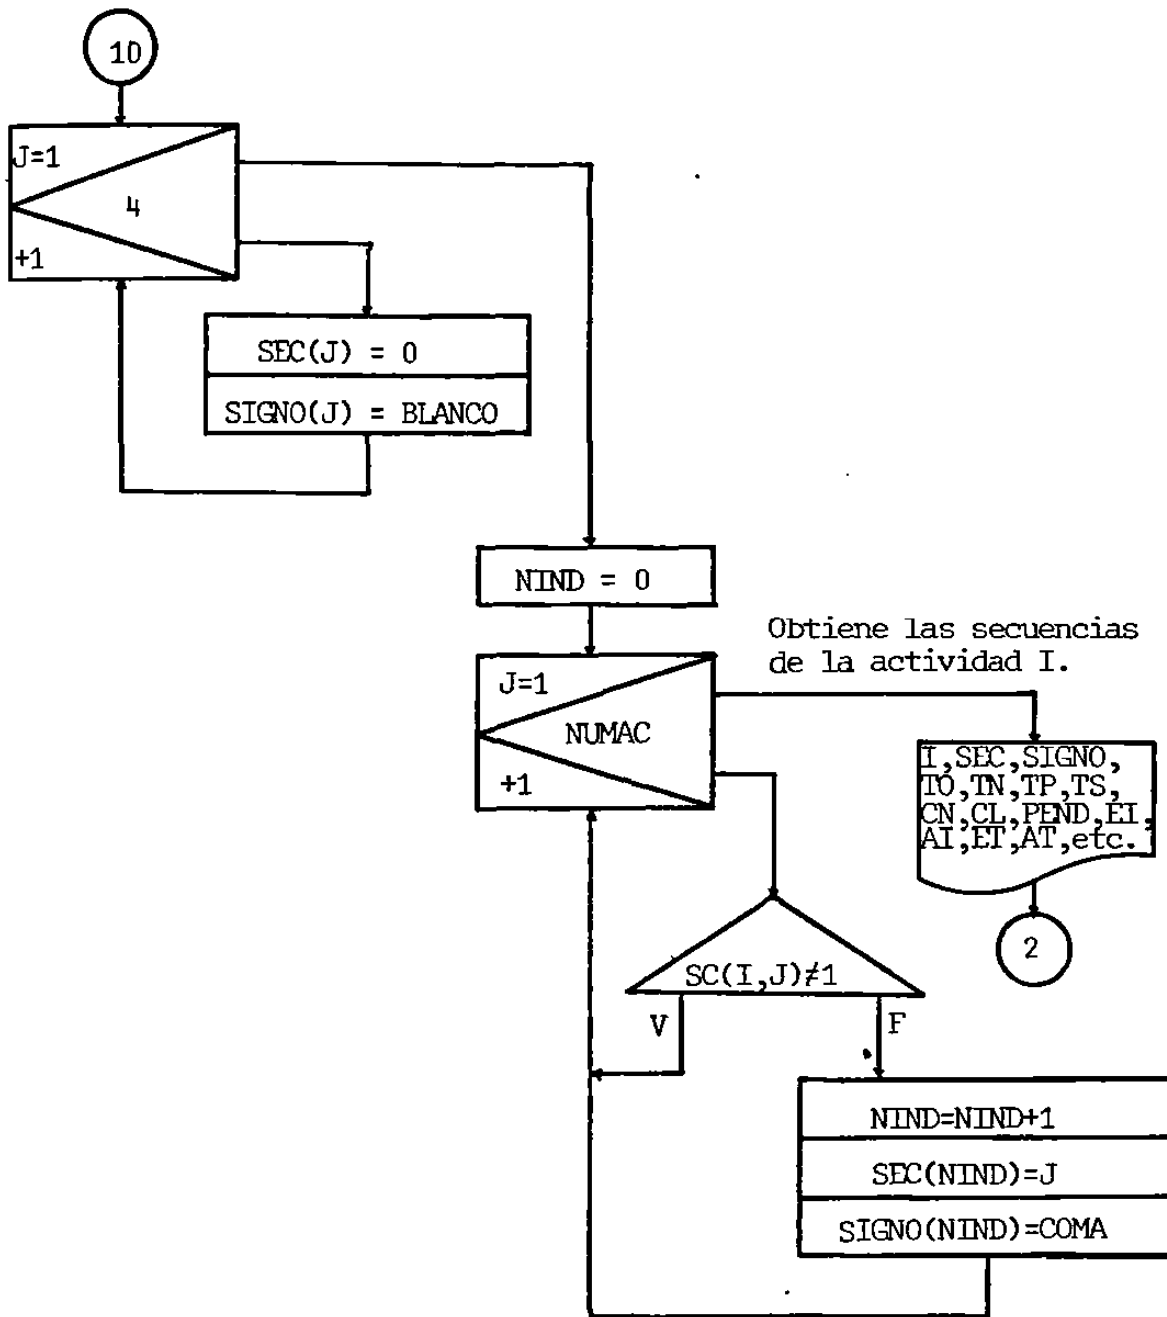 10
J=1
4
+1
SEC(J) = 0
SIGNO(J) = BLANCO
NIND = 0
Obtiene las secuencias
de la actividad I.
J=1
NUMAC
+1
I,SEC,SIGNO,
TO,TN,TP,TS,
CN,CL,PEND,EI,
AI,ET,AT,etc.
2
SC(I,J)≠1
V
F
NIND=NIND+1
SEC(NIND)=J
SIGNO(NIND)=COMA